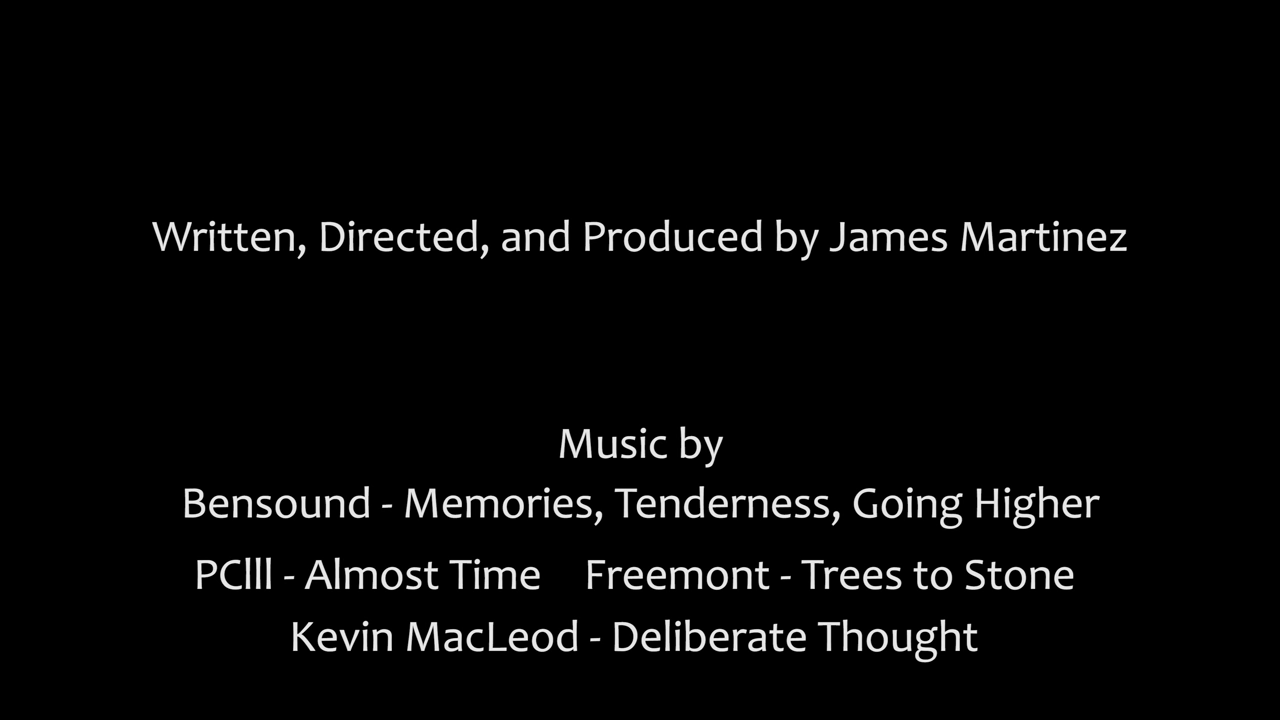 Written, Directed, and Produced by James Martinez
Music by
Bensound - Memories, Tenderness, Going Higher
PClll - Almost Time Freemont - Trees to Stone
Kevin MacLeod - Deliberate Thought